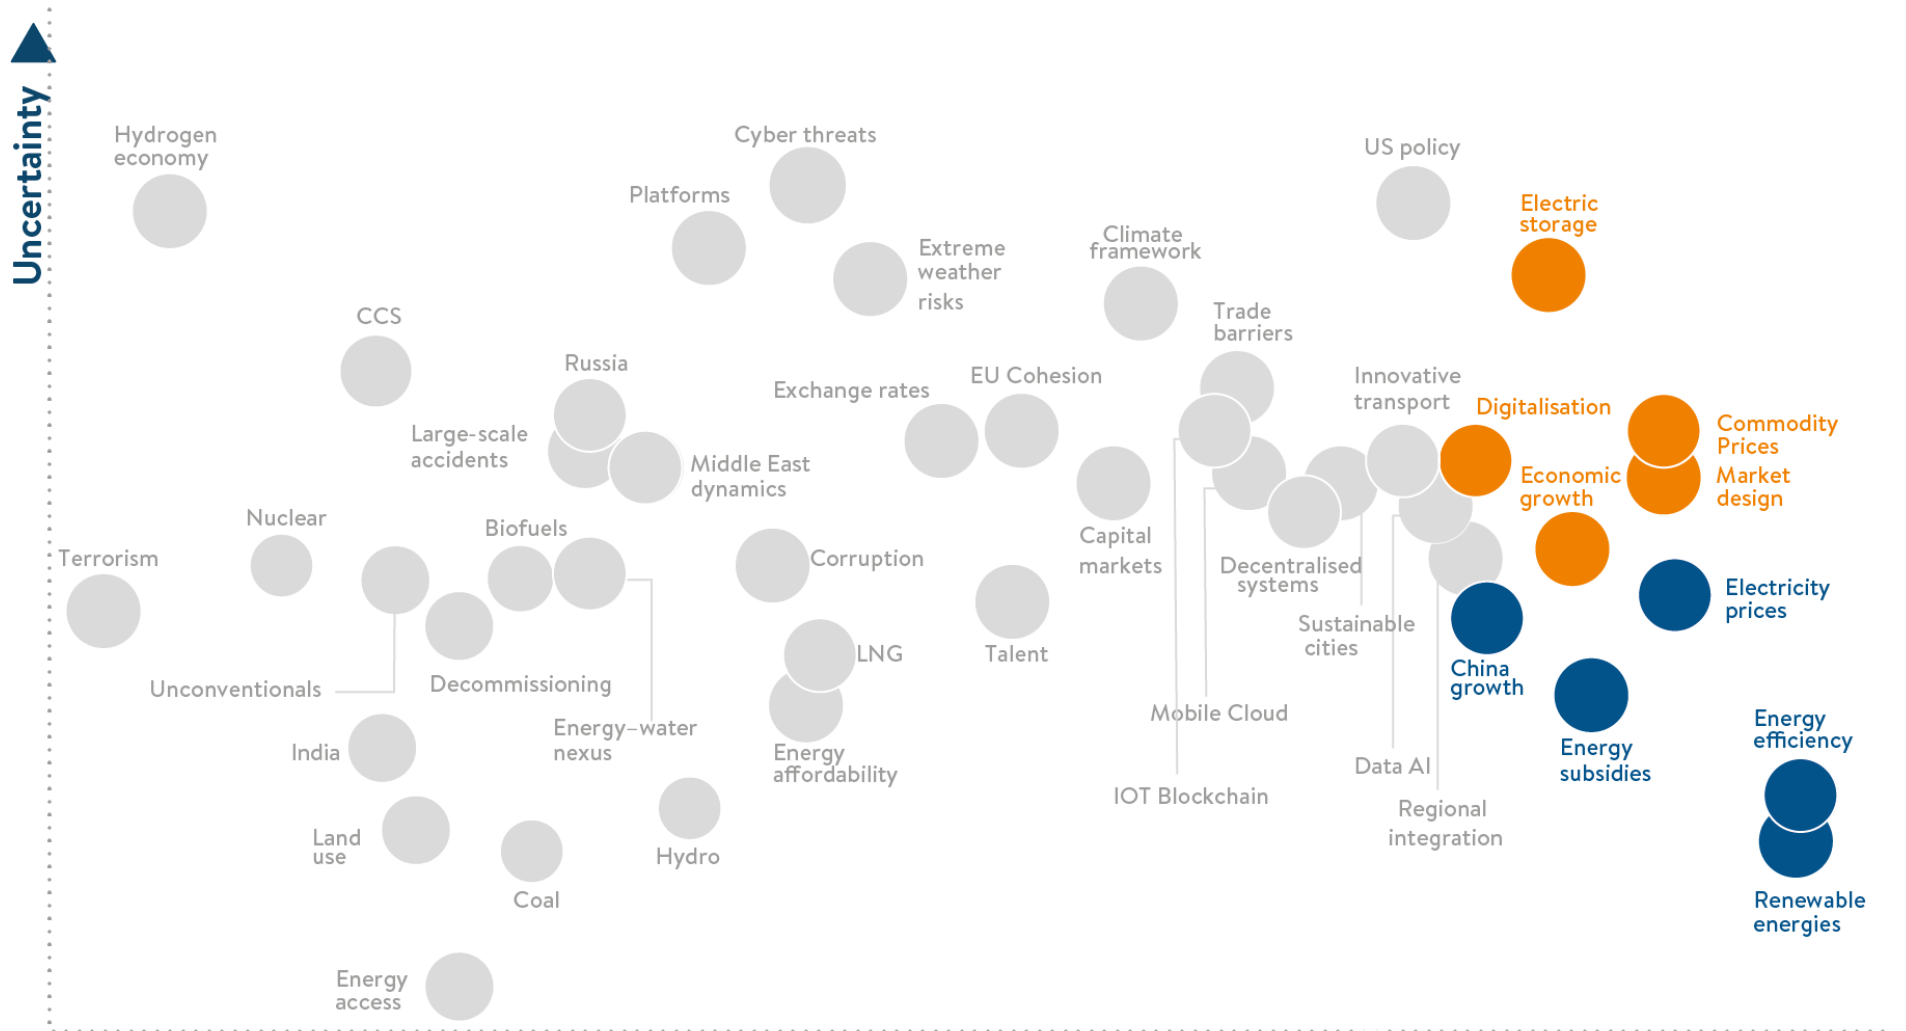 Uncertainty
Hydrogen
economy
Cyber threats
US policy
Platforms
Electric
storage
Extreme
weather
risks
Climate
framework
CCS
Trade
barriers
Russia
Exchange rates
EU Cohesion
Innovative
transport
Digitalisation
Commodity
Prices
Large-scale
accidents
Middle East
dynamics
Economic
growth
Market
design
Nuclear
Biofuels
Capital
markets
Terrorism
Corruption
Decentralised
systems
Electricity
prices
Sustainable
cities
LNG
Talent
China
growth
Unconventionals
Decommissioning
Mobile Cloud
Energy–water
nexus
Energy
efficiency
India
Energy
affordability
Energy
subsidies
Data AI
IOT Blockchain
Regional
integration
Land
use
Hydro
Coal
Renewable
energies
Energy
access